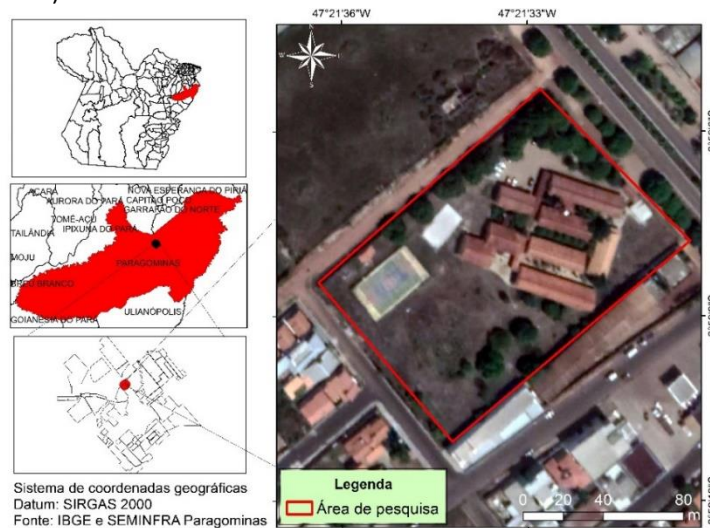 47°21'36"W
47°21'33"W
N
W
E
S
ACARÁ
NOVA ESPERANÇA DO PIRIÁ
AURORA DO PARÁ
CAPITÃO POÇO
GARRAFÃO DO NORTE
TOMÉ-AÇU
IPIXUNA DO PARÁ
TAILÂNDIA
MOJU
PARAGOMINAS
BREU BRANCO
GOIANÉSIA DO PARÁ
ULIANÓPOLIS
Legenda
Área de pesquisa
0 20 40 80
m
Sistema de coordenadas geográficas
Datum: SIRGAS 2000
Fonte: IBGE e SEMINFRA Paragominas